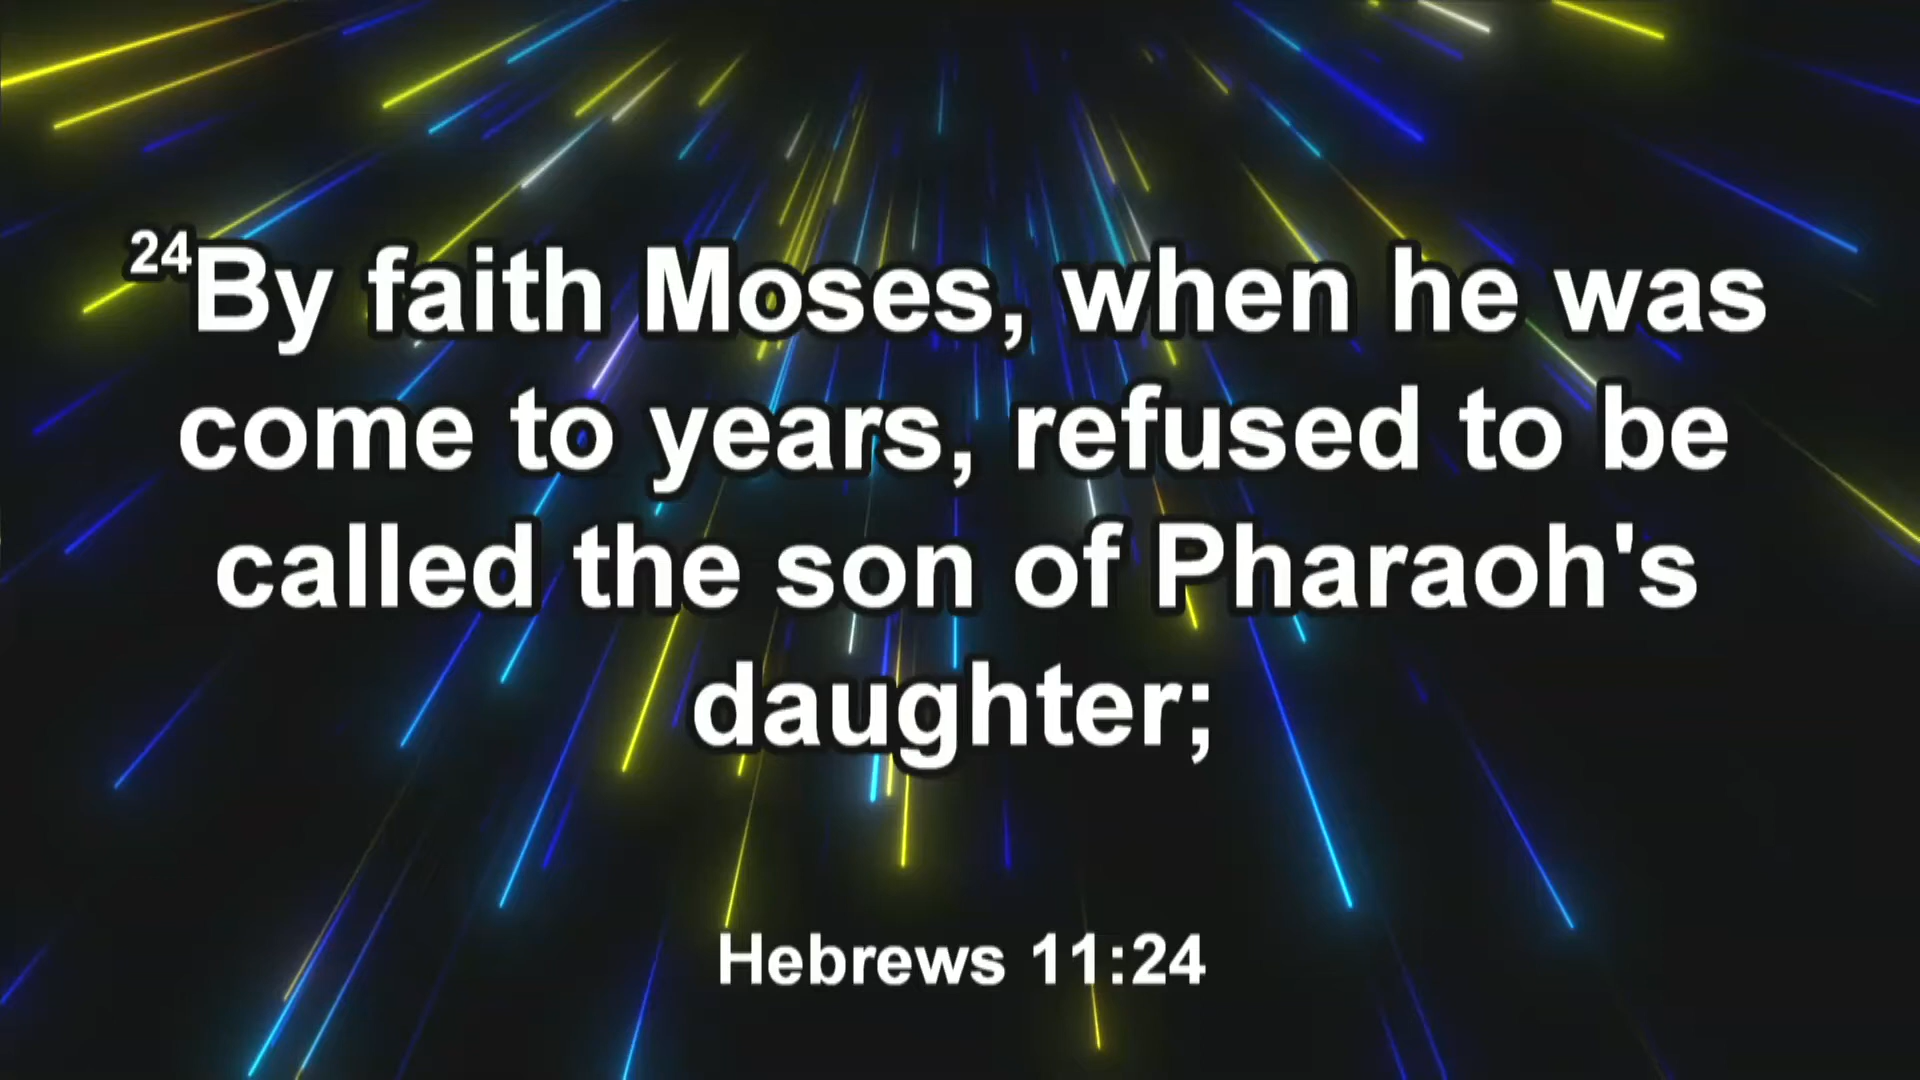 24By faith Moses, when he was
come to years, refused to be
called the son of Pharaoh's
daughter;
Hebrews 11:24